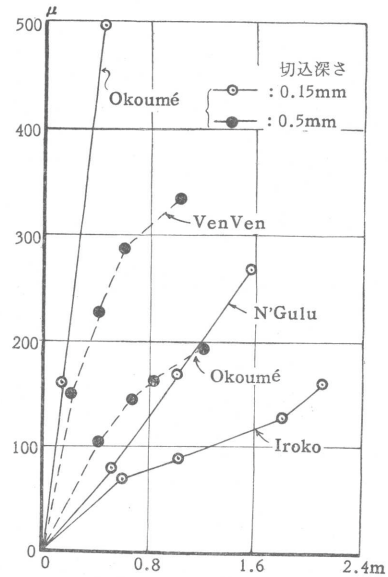 μ
500
切込深さ
: 0.15mm
: 0.5mm
Okoumé
400
300
VenVen
N'Gulu
200
Okoumé
100
Iroko
0
0
0.8
1.6
2.4m